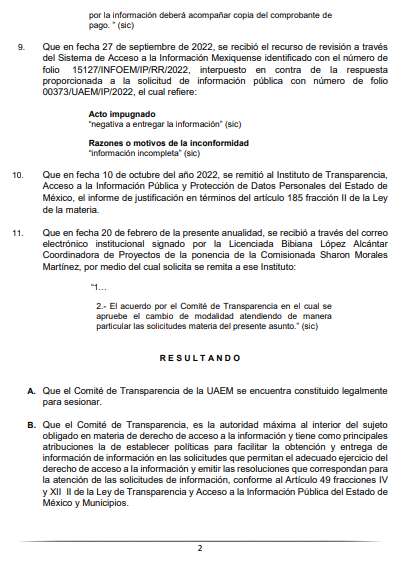 por la información deberá acompañar copia del comprobante de
pago. " (sic)
9. Que en fecha 27 de septiembre de 2022, se recibió el recurso de revisión a través
del Sistema de Acceso a la Información Mexiquense identificado con el número de
folio 15127/INFOEM/IP/RR/2022, interpuesto en contra de la respuesta
proporcionada a la solicitud de información pública con número de folio
00373/UAEM/IP/2022, el cual refiere:
Acto impugnado
"negativa a entregar la información" (sic)
Razones o motivos de la inconformidad
"información incompleta" (sic)
10. Que en fecha 10 de octubre del año 2022, se remitió al Instituto de Transparencia,
Acceso a la Información Pública y Protección de Datos Personales del Estado de
México, el informe de justificación en términos del artículo 185 fracción II de la Ley
de la materia.
11. Que en fecha 20 de febrero de la presente anualidad, se recibió a través del correo
electrónico institucional signado por la Licenciada Bibiana López Alcántar
Coordinadora de Proyectos de la ponencia de la Comisionada Sharon Morales
Martínez, por medio del cual solicita se remita a ese Instituto:
"1…
2.- El acuerdo por el Comité de Transparencia en el cual se
apruebe el cambio de modalidad atendiendo de manera
particular las solicitudes materia del presente asunto." (sic)
R E S U L T A N D O
A. Que el Comité de Transparencia de la UAEM se encuentra constituido legalmente
para sesionar.
B. Que el Comité de Transparencia, es la autoridad máxima al interior del sujeto
obligado en materia de derecho de acceso a la información y tiene como principales
atribuciones la de establecer políticas para facilitar la obtención y entrega de
información de información en las solicitudes que permitan el adecuado ejercicio del
derecho de acceso a la información y emitir las resoluciones que correspondan para
la atención de las solicitudes de información, conforme al Artículo 49 fracciones IV
y XII II de la Ley de Transparencia y Acceso a la Información Pública del Estado de
México y Municipios.
2